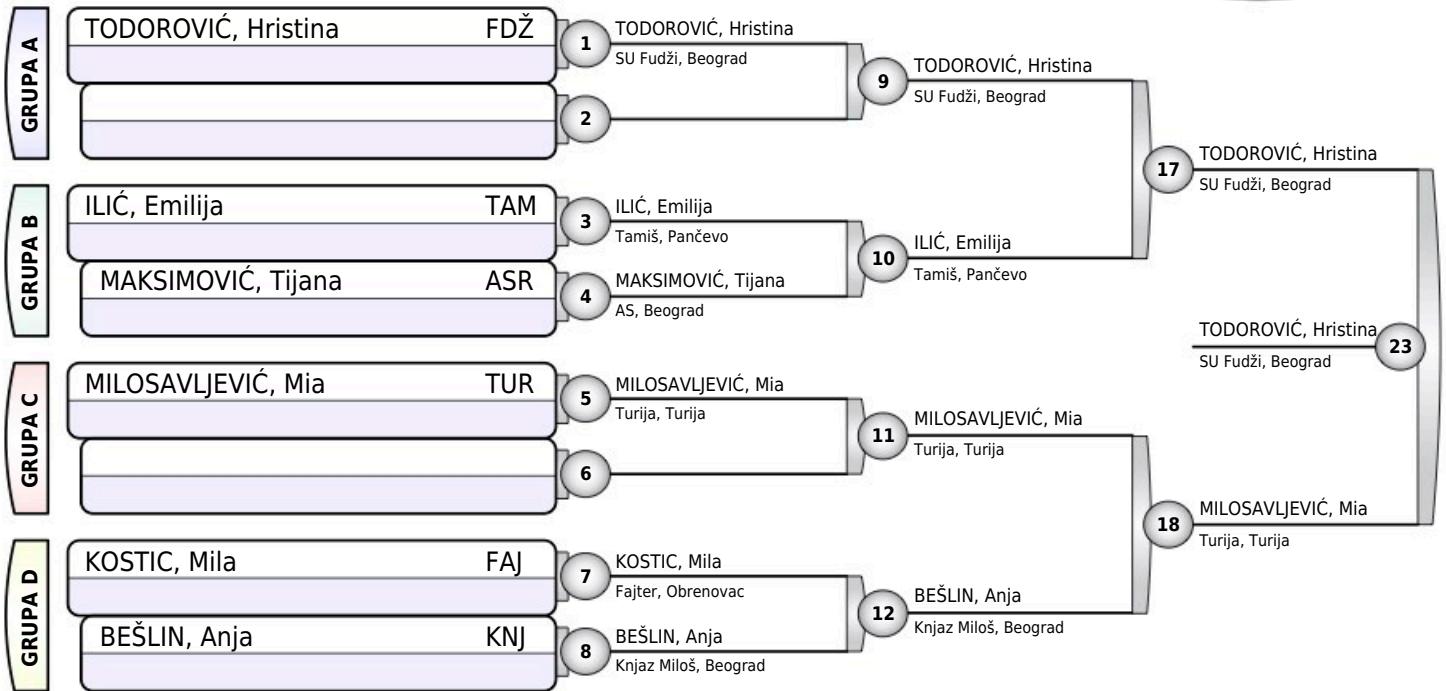 GRUPA A
TODOROVIĆ, Hristina FDŽ
1
TODOROVIĆ, Hristina
SU Fudži, Beograd
2
9
TODOROVIĆ, Hristina
SU Fudži, Beograd
GRUPA B
ILIĆ, Emilija TAM
3
ILIĆ, Emilija
Tamiš, Pančevo
MAKSIMOVIĆ, Tijana ASR
4
MAKSIMOVIĆ, Tijana
AS, Beograd
10
ILIĆ, Emilija
Tamiš, Pančevo
17
TODOROVIĆ, Hristina
SU Fudži, Beograd
GRUPA C
MILOSAVLJEVIĆ, Mia TUR
5
MILOSAVLJEVIĆ, Mia
Turija, Turija
6
11
MILOSAVLJEVIĆ, Mia
Turija, Turija
GRUPA D
KOSTIC, Mila FAJ
7
KOSTIC, Mila
Fajter, Obrenovac
BEŠLIN, Anja KNJ
8
BEŠLIN, Anja
Knjaz Miloš, Beograd
12
BEŠLIN, Anja
Knjaz Miloš, Beograd
18
MILOSAVLJEVIĆ, Mia
Turija, Turija
TODOROVIĆ, Hristina
SU Fudži, Beograd
23